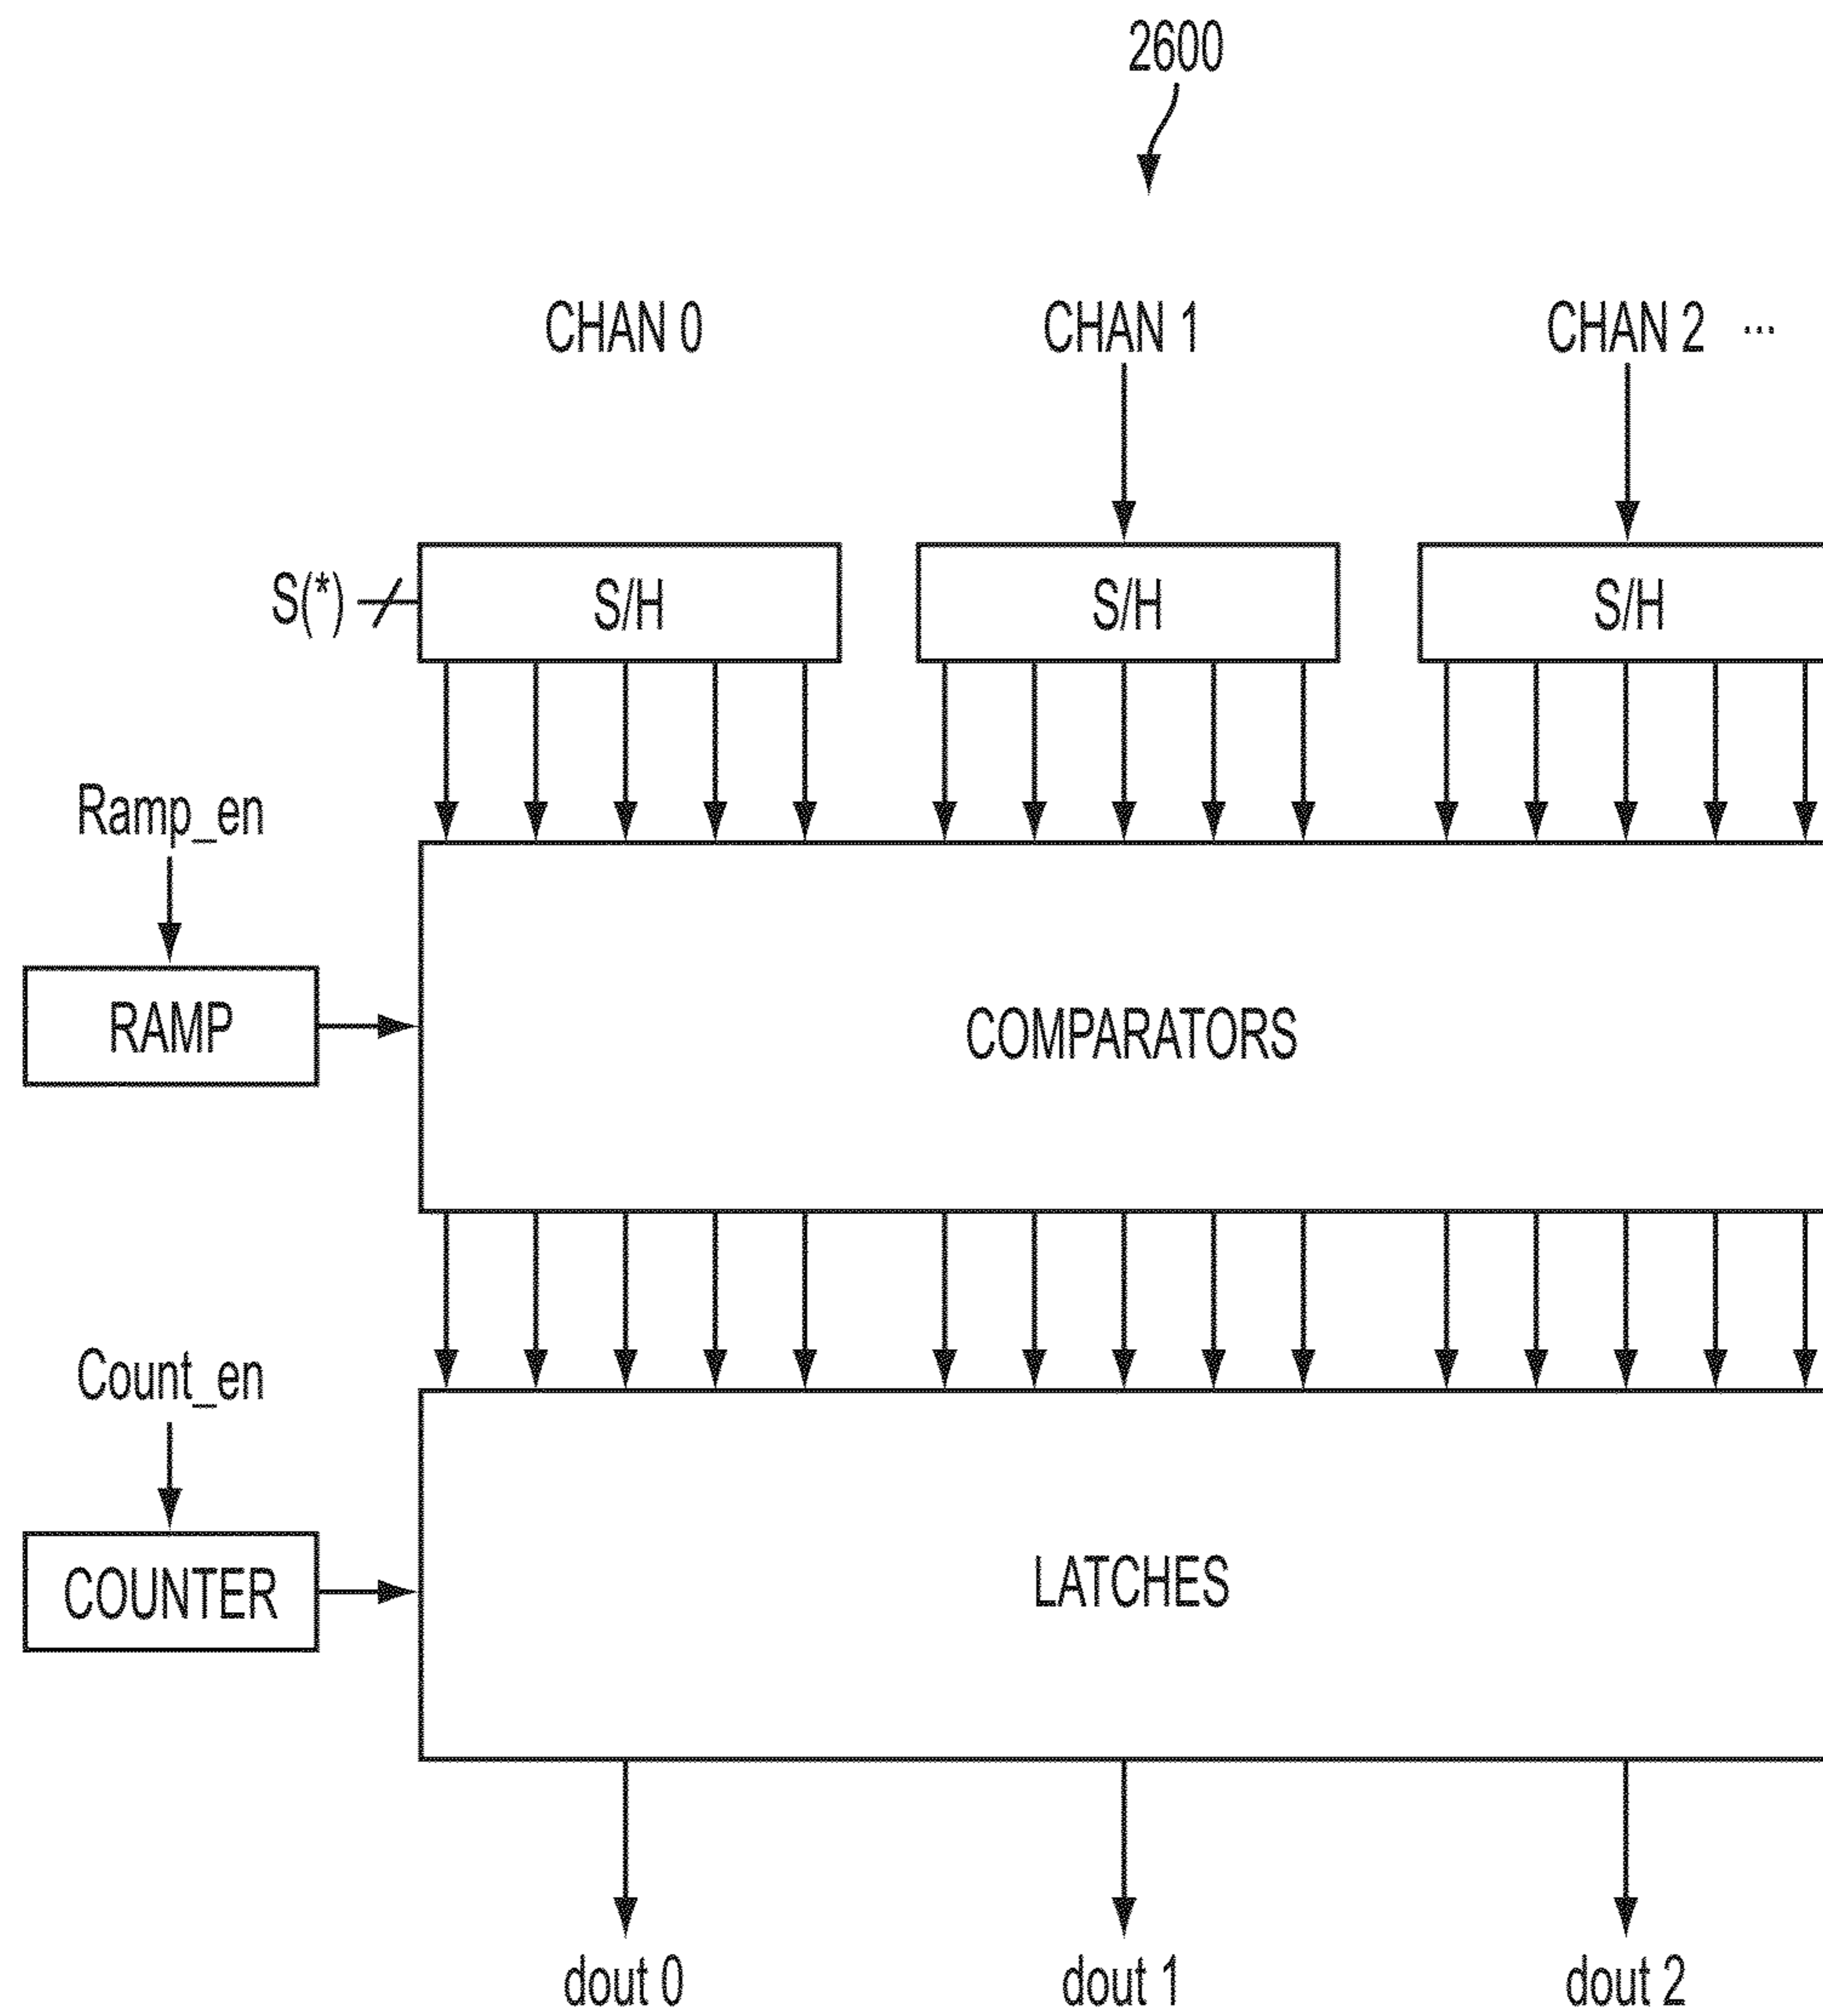 2600
CHAN 0 CHAN 1 CHAN 2 ...
S(*) S/H S/H S/H
Ramp_en
RAMP COMPARATORS
Count_en
COUNTER LATCHES
dout 0 dout 1 dout 2